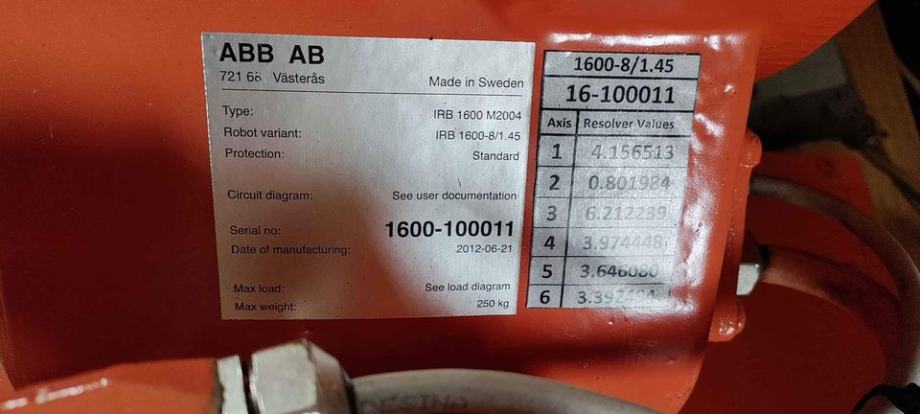 ABB AB
721 68 Västerås Made in Sweden
Type: IRB 1600 M2004
Robot variant: IRB 1600-8/1.45
Protection: Standard
Circuit diagram: See user documentation
Serial no: 1600-100011
Date of manufacturing: 2012-06-21
Max load: See load diagram
Max weight: 250 kg
1600-8/1.45
16-100011
Axis Resolver Values
1 4.156513
2 0.801984
3 6.212239
4 3.974448
5 3.646080
6